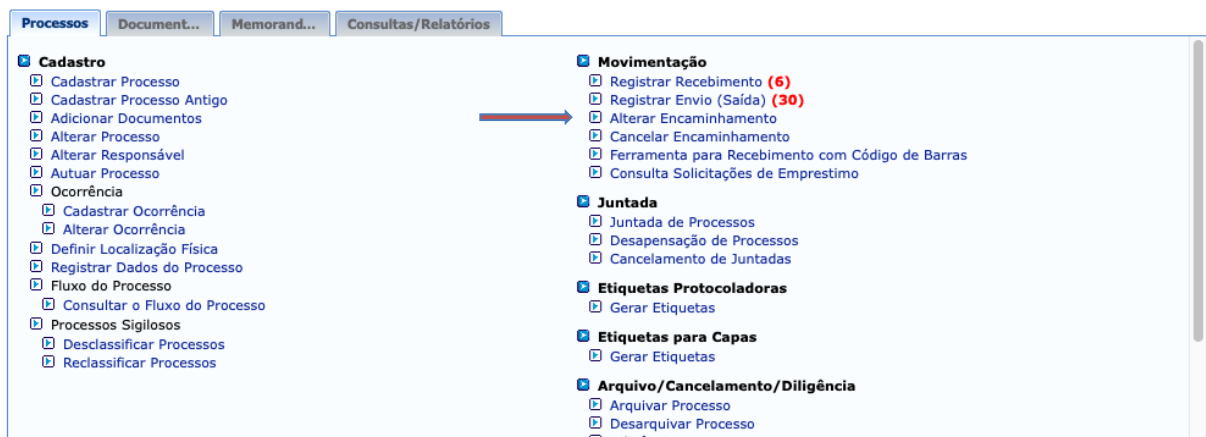 Processos
Document...
Memorand...
Consultas/Relatórios
Cadastro
Cadastrar Processo
Cadastrar Processo Antigo
Adicionar Documentos
Alterar Processo
Alterar Responsável
Autuar Processo
Ocorrência
Cadastrar Ocorrência
Alterar Ocorrência
Definir Localização Física
Registrar Dados do Processo
Fluxo do Processo
Consultar o Fluxo do Processo
Processos Sigilosos
Desclassificar Processos
Reclassificar Processos
Movimentação
Registrar Recebimento (6)
Registrar Envio (Saída) (30)
Alterar Encaminhamento
Cancelar Encaminhamento
Ferramenta para Recebimento com Código de Barras
Consulta Solicitações de Emprestimo
Juntada
Juntada de Processos
Desapensação de Processos
Cancelamento de Juntadas
Etiquetas Protocoladoras
Gerar Etiquetas
Etiquetas para Capas
Gerar Etiquetas
Arquivo/Cancelamento/Diligência
Arquivar Processo
Desarquivar Processo